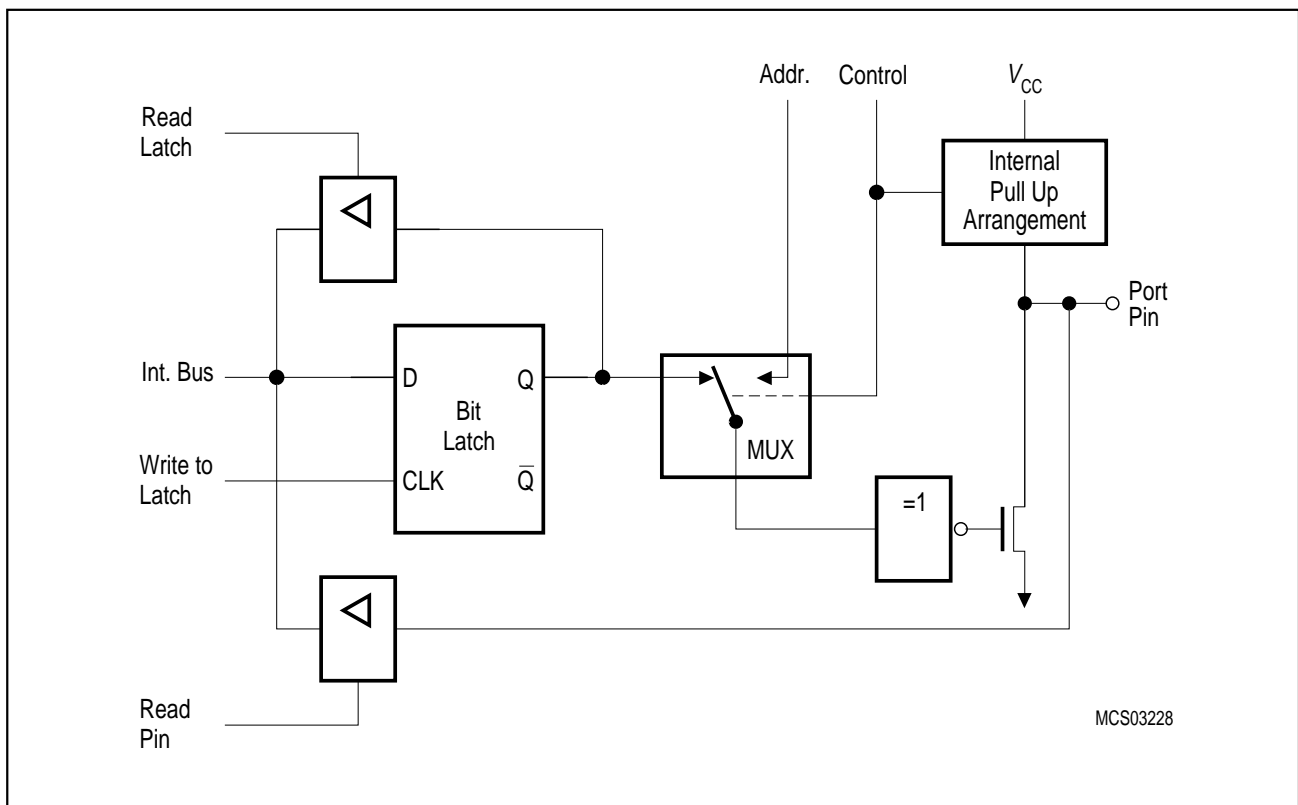 Addr. Control V_CC
Read
Latch
Internal
Pull Up
Arrangement
Port
Pin
Int. Bus
D Q
Bit
Latch
MUX
Write to
Latch
CLK Q̅
=1
Read
Pin
MCS03228